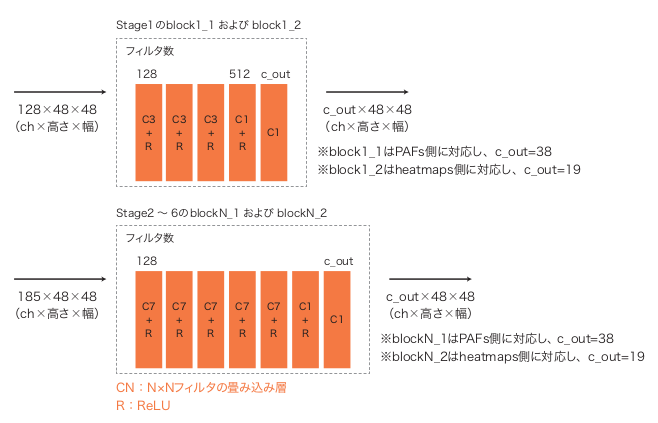 Stage1のblock1_1 および block1_2
フィルタ数
128 512 c_out
128×48×48
(ch×高さ×幅)
C3 + R
C3 + R
C3 + R
C1 + R
C1
c_out×48×48
(ch×高さ×幅)
※block1_1はPAFs側に対応し、c_out=38
※block1_2はheatmaps側に対応し、c_out=19
Stage2 〜 6のblockN_1 および blockN_2
フィルタ数
128 c_out
185×48×48
(ch×高さ×幅)
C7 + R
C7 + R
C7 + R
C7 + R
C7 + R
C1 + R
C1
c_out×48×48
(ch×高さ×幅)
※blockN_1はPAFs側に対応し、c_out=38
※blockN_2はheatmaps側に対応し、c_out=19
CN：N×Nフィルタの畳み込み層
R：ReLU